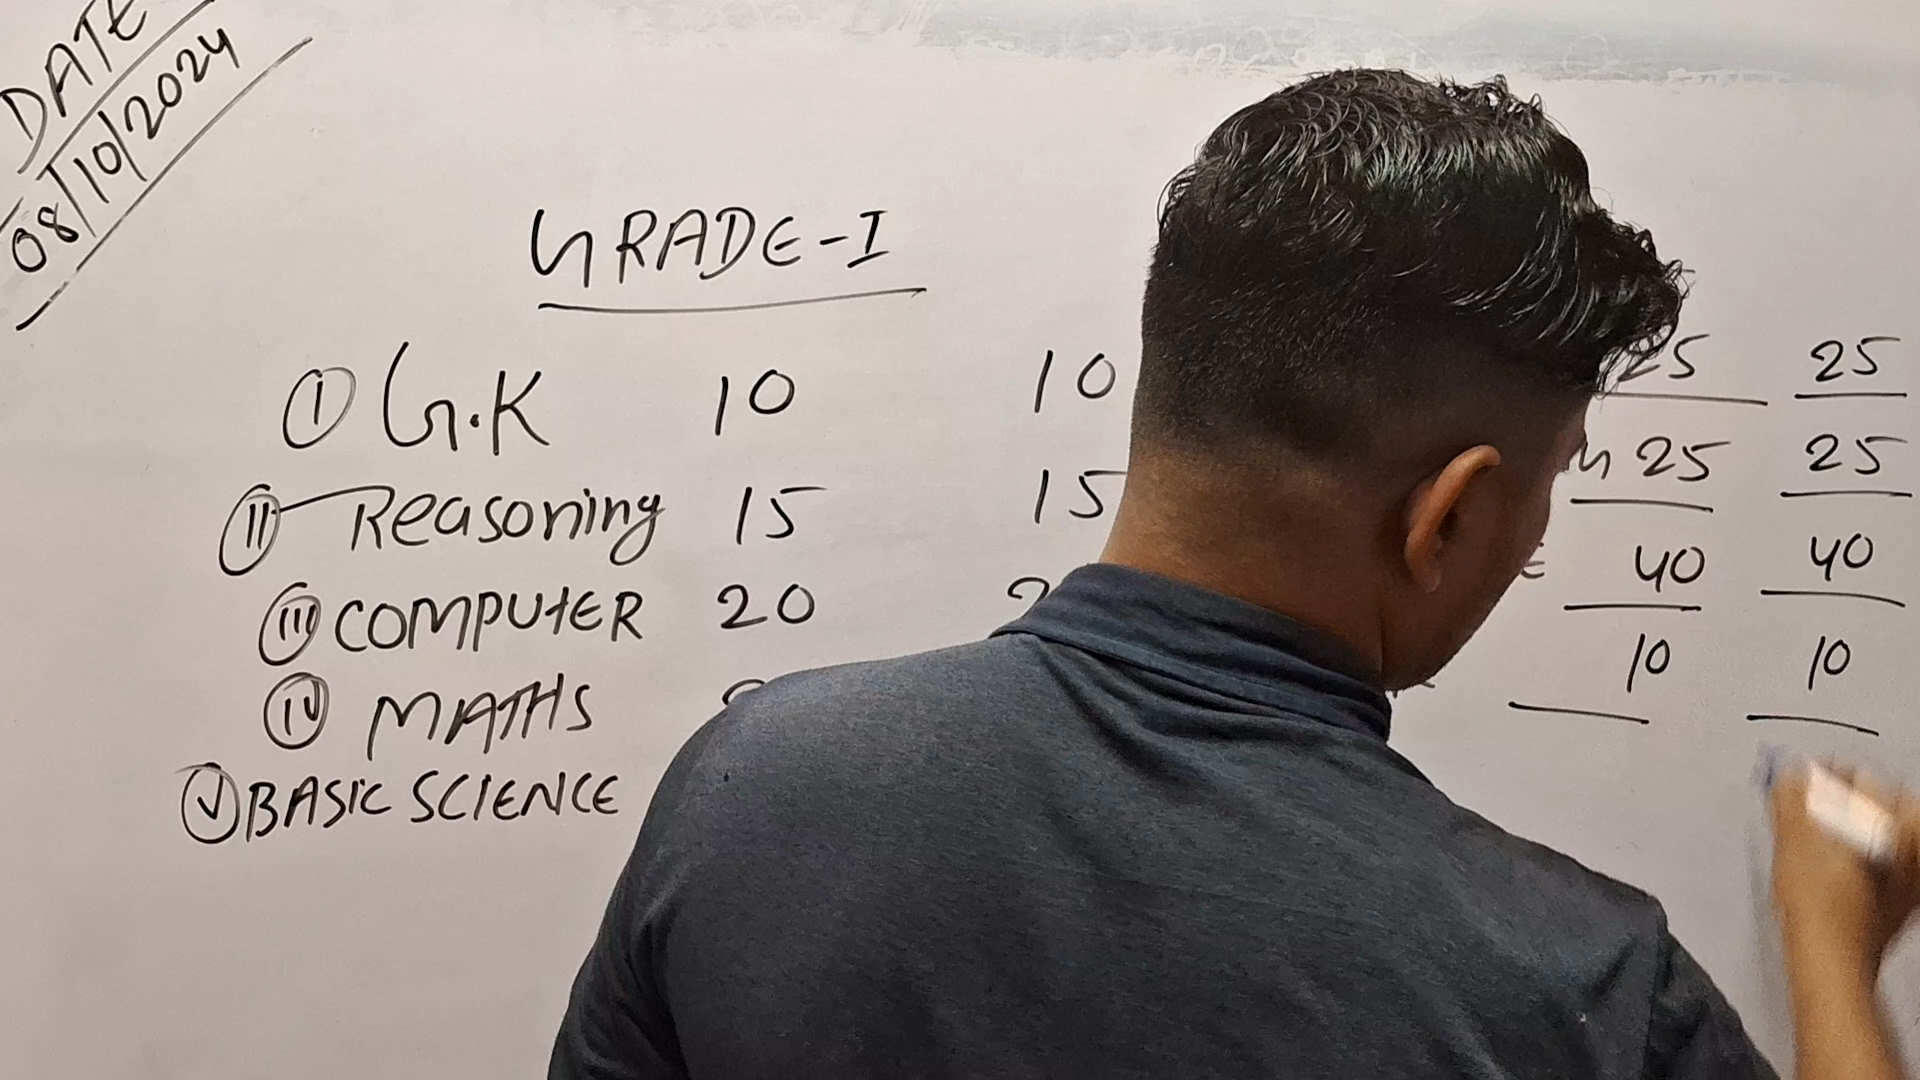 DATE
08/10/2024
GRADE-I
I G.K 10 10 25 25
II Reasoning 15 15 25 25
III COMPUTER 20 40 40
IV MATHS 10 10
V BASIC SCIENCE